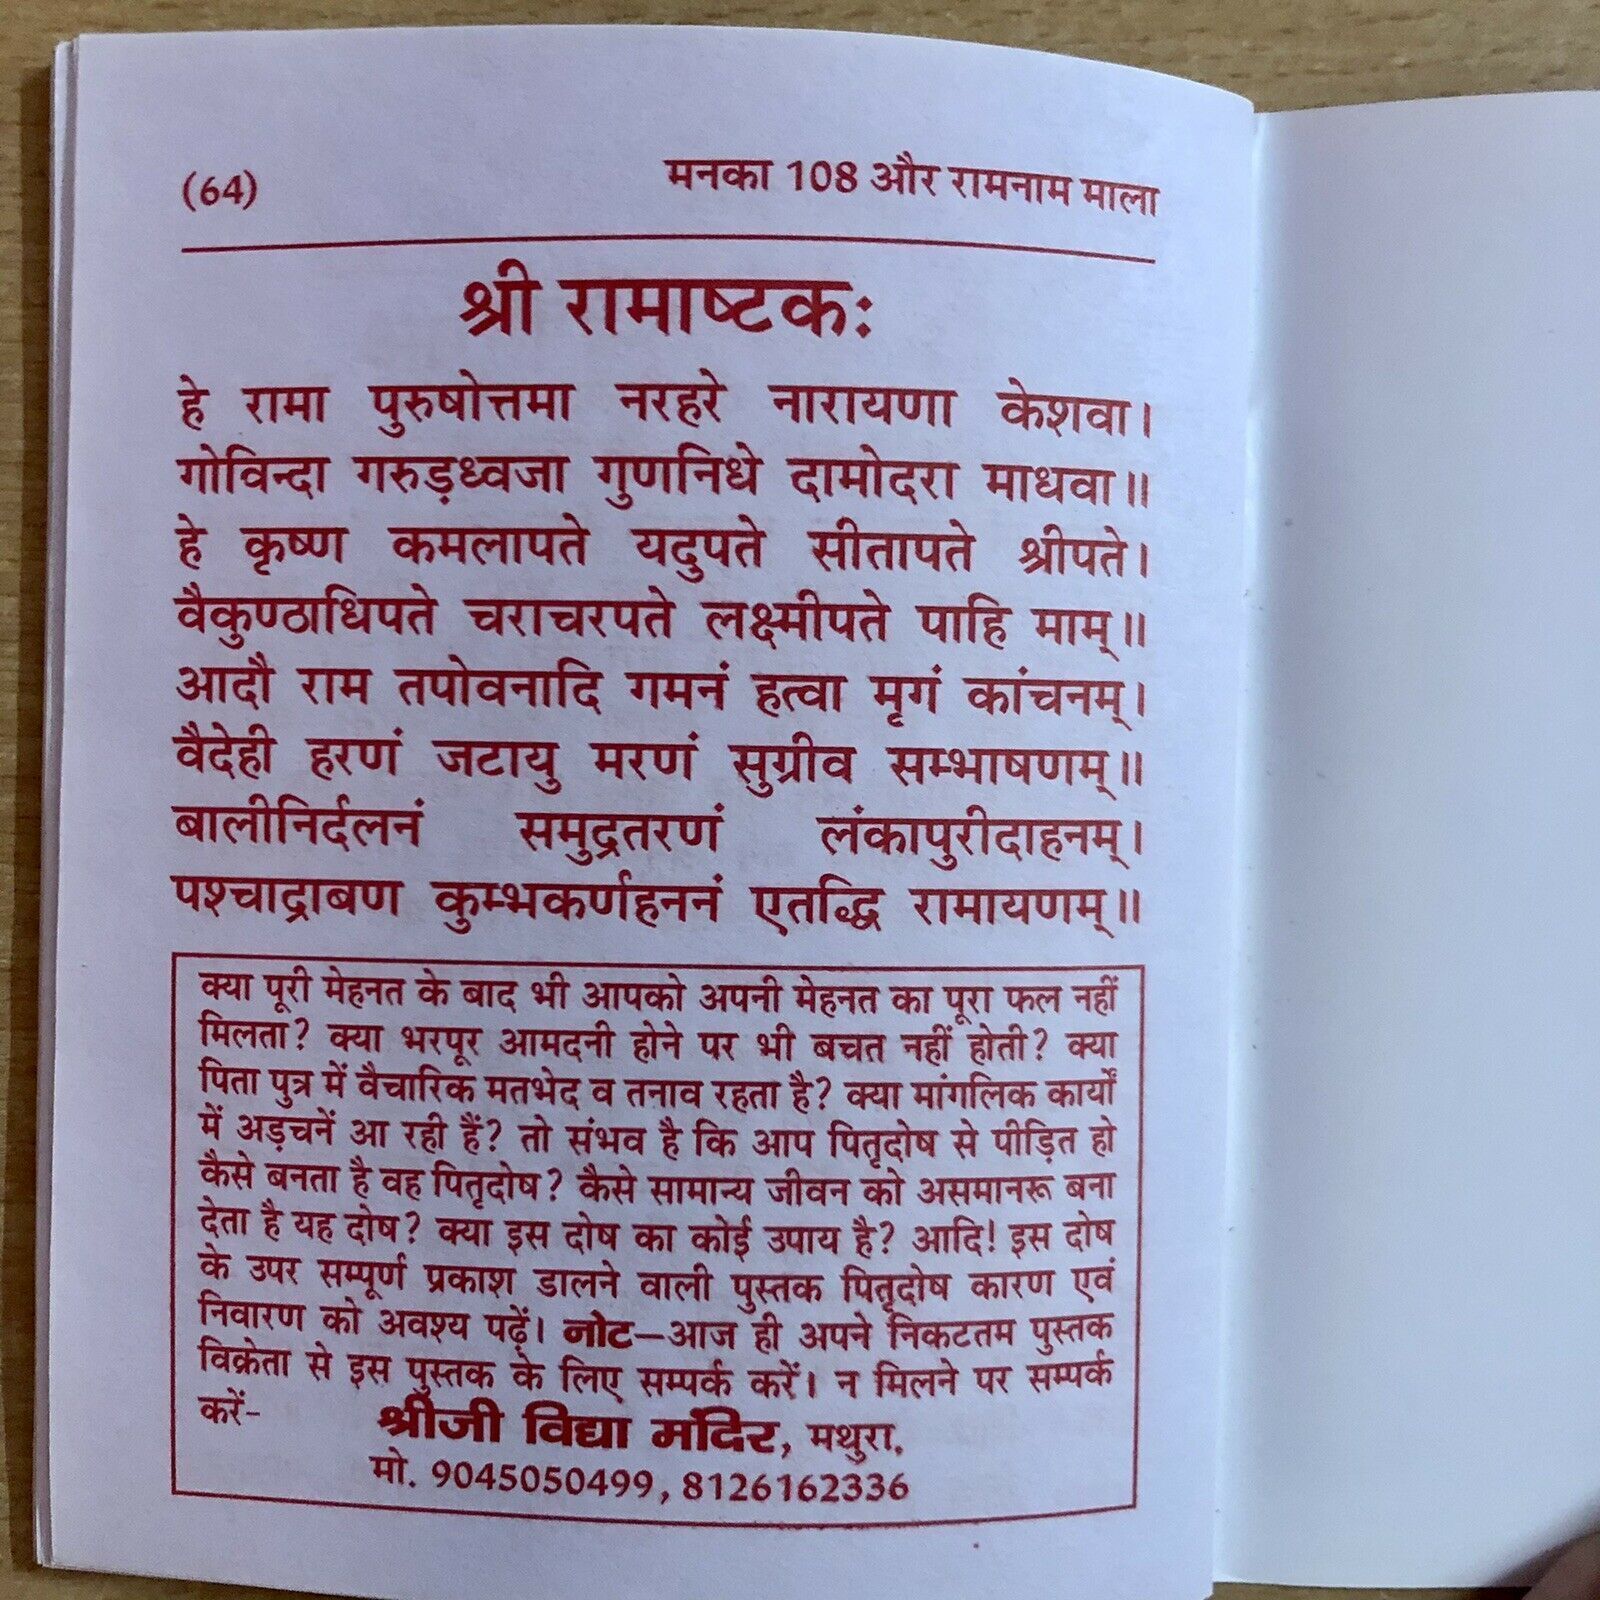 (64) मनका 108 और रामनाम माला
श्री रामाष्टकः
हे रामा पुरुषोत्तमा नरहरे नारायणा केशवा।
गोविन्दा गरुड़ध्वजा गुणनिधे दामोदरा माधवा॥
हे कृष्ण कमलापते यदुपते सीतापते श्रीपते।
वैकुण्ठाधिपते चराचरपते लक्ष्मीपते पाहि माम्॥
आदौ राम तपोवनादि गमनं हत्वा मृगं कांचनम्।
वैदेही हरणं जटायु मरणं सुग्रीव सम्भाषणम्॥
बालीनिर्दलनं समुद्रतरणं लंकापुरीदाहनम्।
पश्चाद्राबण कुम्भकर्णहननं एतद्धि रामायणम्॥
क्या पूरी मेहनत के बाद भी आपको अपनी मेहनत का पूरा फल नहीं
मिलता? क्या भरपूर आमदनी होने पर भी बचत नहीं होती? क्या
पिता पुत्र में वैचारिक मतभेद व तनाव रहता है? क्या मांगलिक कार्यों
में अड़चनें आ रही हैं? तो संभव है कि आप पितृदोष से पीड़ित हो
कैसे बनता है वह पितृदोष? कैसे सामान्य जीवन को असमानरू बना
देता है यह दोष? क्या इस दोष का कोई उपाय है? आदि! इस दोष
के उपर सम्पूर्ण प्रकाश डालने वाली पुस्तक पितृदोष कारण एवं
निवारण को अवश्य पढ़ें। नोट—आज ही अपने निकटतम पुस्तक
विक्रेता से इस पुस्तक के लिए सम्पर्क करें। न मिलने पर सम्पर्क
करें-
श्रीजी विद्या मंदिर, मथुरा,
मो. 9045050499, 8126162336